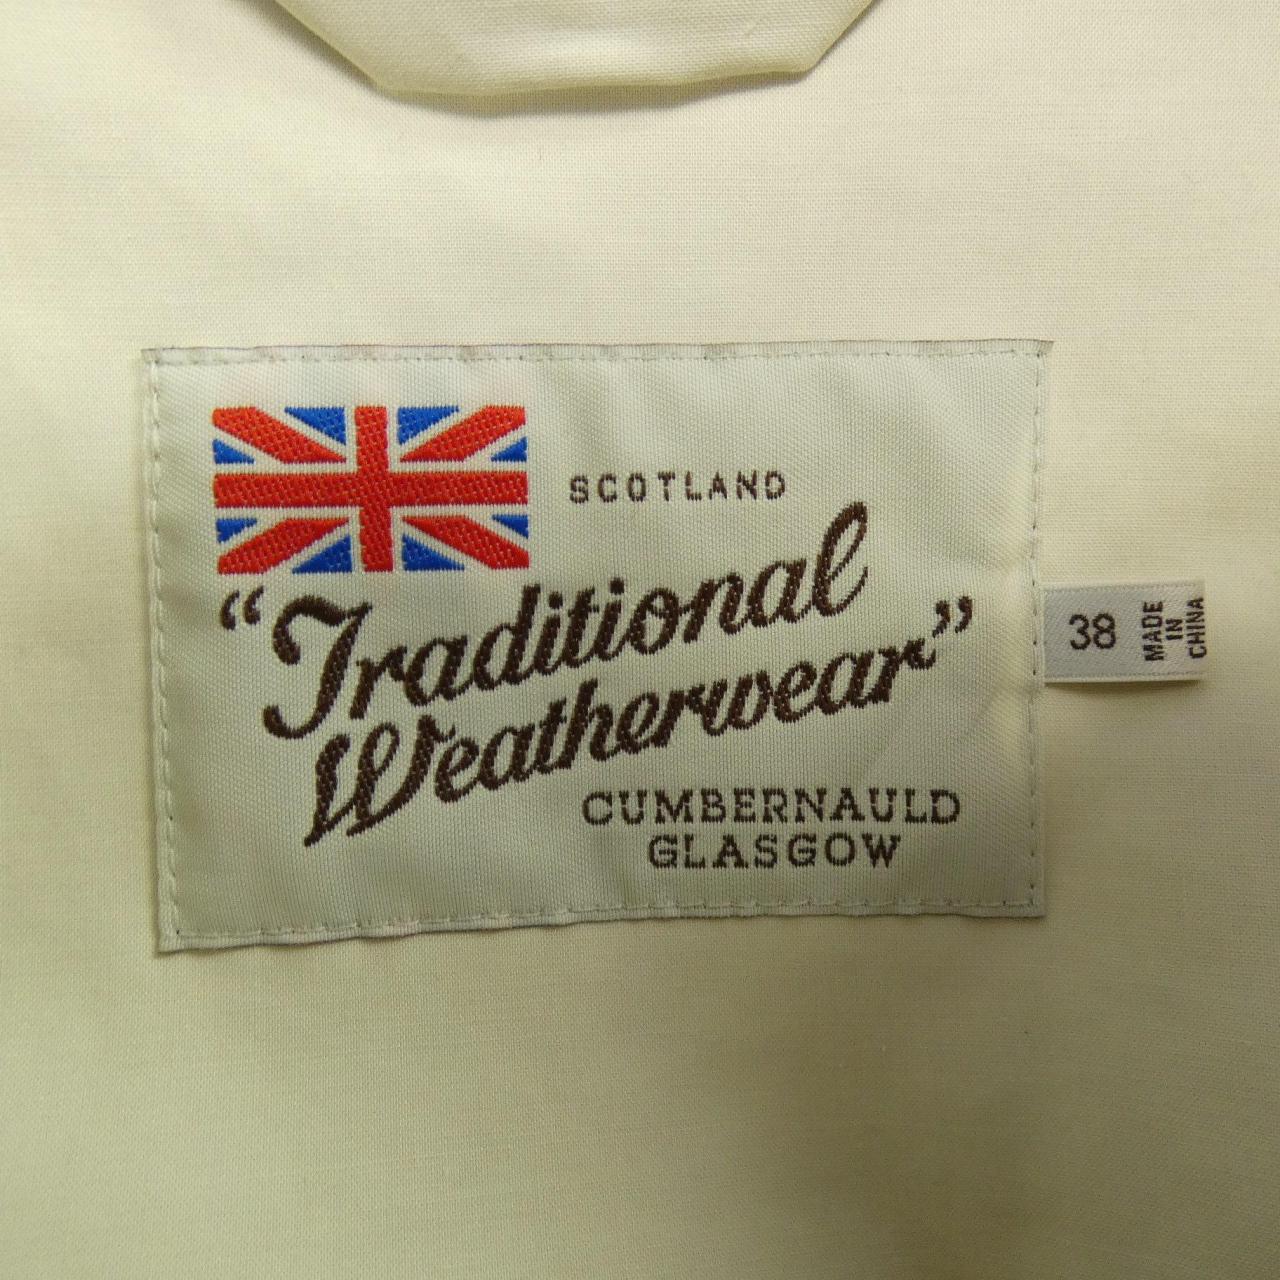 SCOTLAND
“Traditional
Weatherwear”
CUMBERNAULD
GLASGOW
38
MADE
IN
CHINA